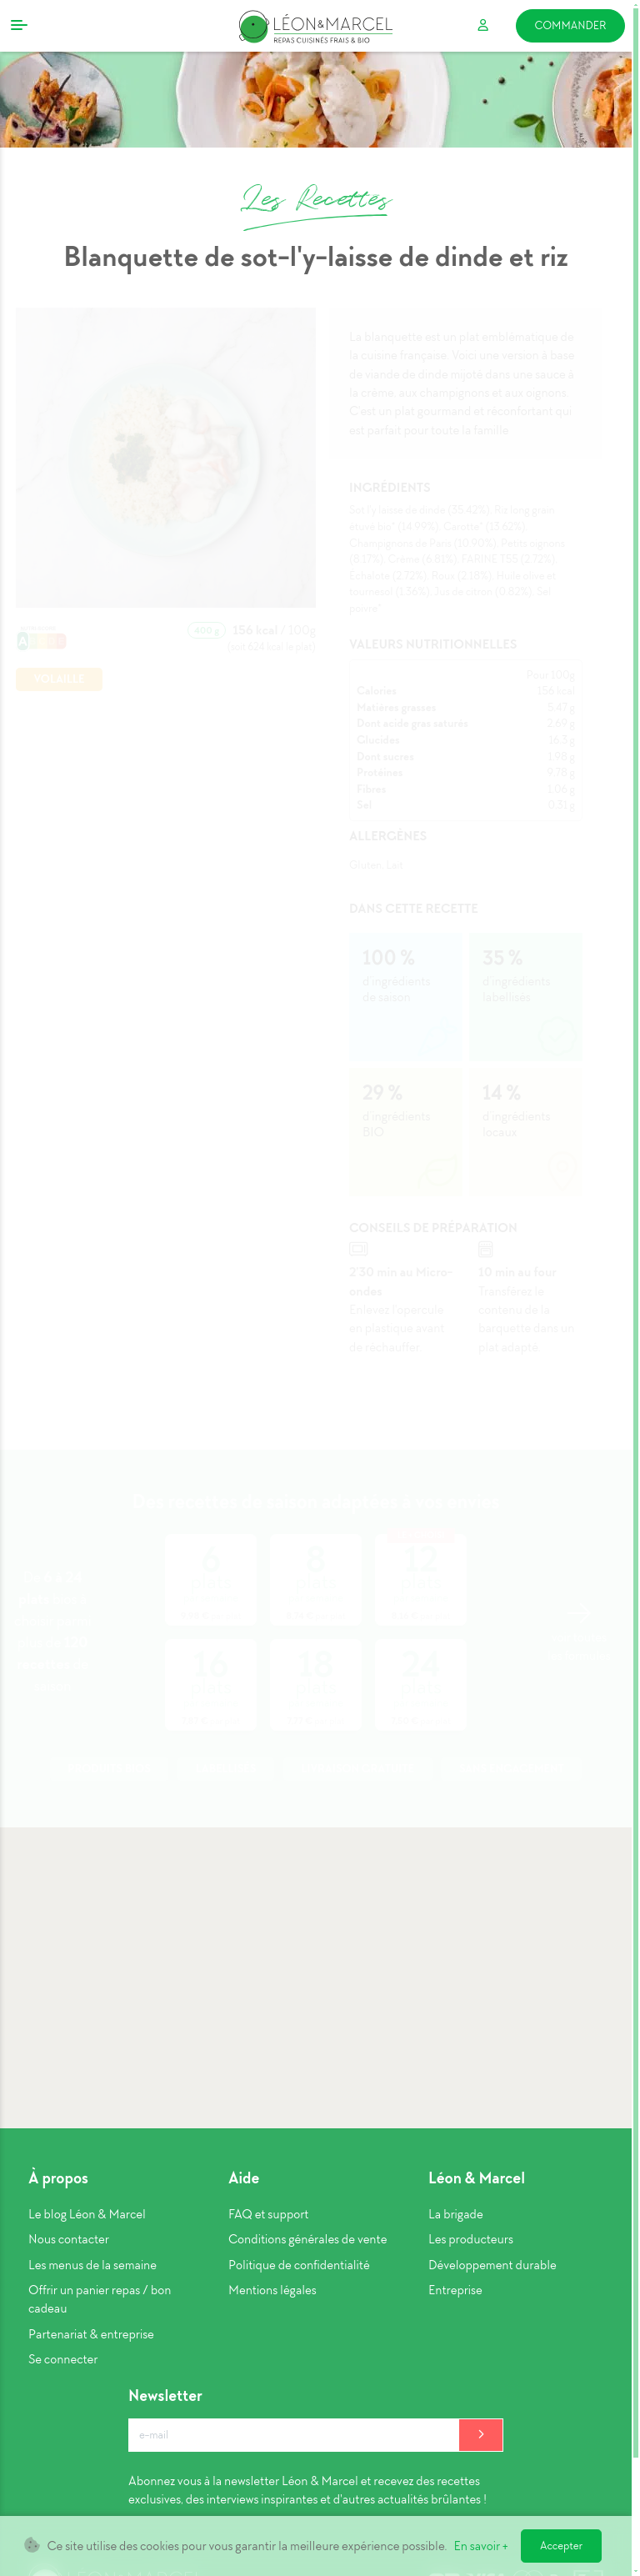 LÉON&MARCEL
REPAS CUISINÉS FRAIS & BIO
COMMANDER
Les Recettes
Blanquette de sot-l'y-laisse de dinde et riz
La blanquette est un plat emblématique de
la cuisine française. Voici une version à base
de viande de dinde mijoté dans une sauce à
la crème, aux champignons et aux oignons.
C'est un plat gourmand et réconfortant qui
est parfait pour toute la famille.
INGRÉDIENTS
Sot l'y laisse de dinde (35.42%), Riz long grain
étuvé bio* (14.99%), Carotte* (13.62%),
Champignons de Paris (10.90%), Petits oignons
(8.17%), Crème (6.81%), FARINE T55 (2.72%),
Échalote (2.72%), Roux (2.18%), Huile olive et
tournesol (1.36%), Jus de citron (0.82%), Sel
poivre*.
400 g 156 kcal / 100g
(soit 624 kcal le plat)
VOLAILLE
VALEURS NUTRITIONNELLES
Pour 100g
Calories 156 kcal
Matières grasses 5.47 g
Dont acide gras saturés 2.69 g
Glucides 16.3 g
Dont sucres 1.98 g
Protéines 9.78 g
Fibres 1.06 g
Sel 0.31 g
ALLERGÈNES
Gluten, Lait
DANS CETTE RECETTE
100 %
d'ingrédients
de saison
35 %
d'ingrédients
labellisés
29 %
d'ingrédients
BIO
14 %
d'ingrédients
locaux
CONSEILS DE PRÉPARATION
2'30 min au Micro-
ondes
Enlevez l'opercule
en plastique avant
de réchauffer.
10 min au four
Transférez le
contenu de la
barquette dans un
plat adapté.
6
8
12
16
18
24
À propos
Le blog Léon & Marcel
Nous contacter
Les menus de la semaine
Offrir un panier repas / bon
cadeau
Partenariat & entreprise
Se connecter
Aide
FAQ et support
Conditions générales de vente
Politique de confidentialité
Mentions légales
Léon & Marcel
La brigade
Les producteurs
Développement durable
Entreprise
Newsletter
e-mail
Abonnez vous à la newsletter Léon & Marcel et recevez des recettes
exclusives, des interviews inspirantes et d'autres actualités brûlantes !
Ce site utilise des cookies pour vous garantir la meilleure expérience possible. En savoir +
Accepter